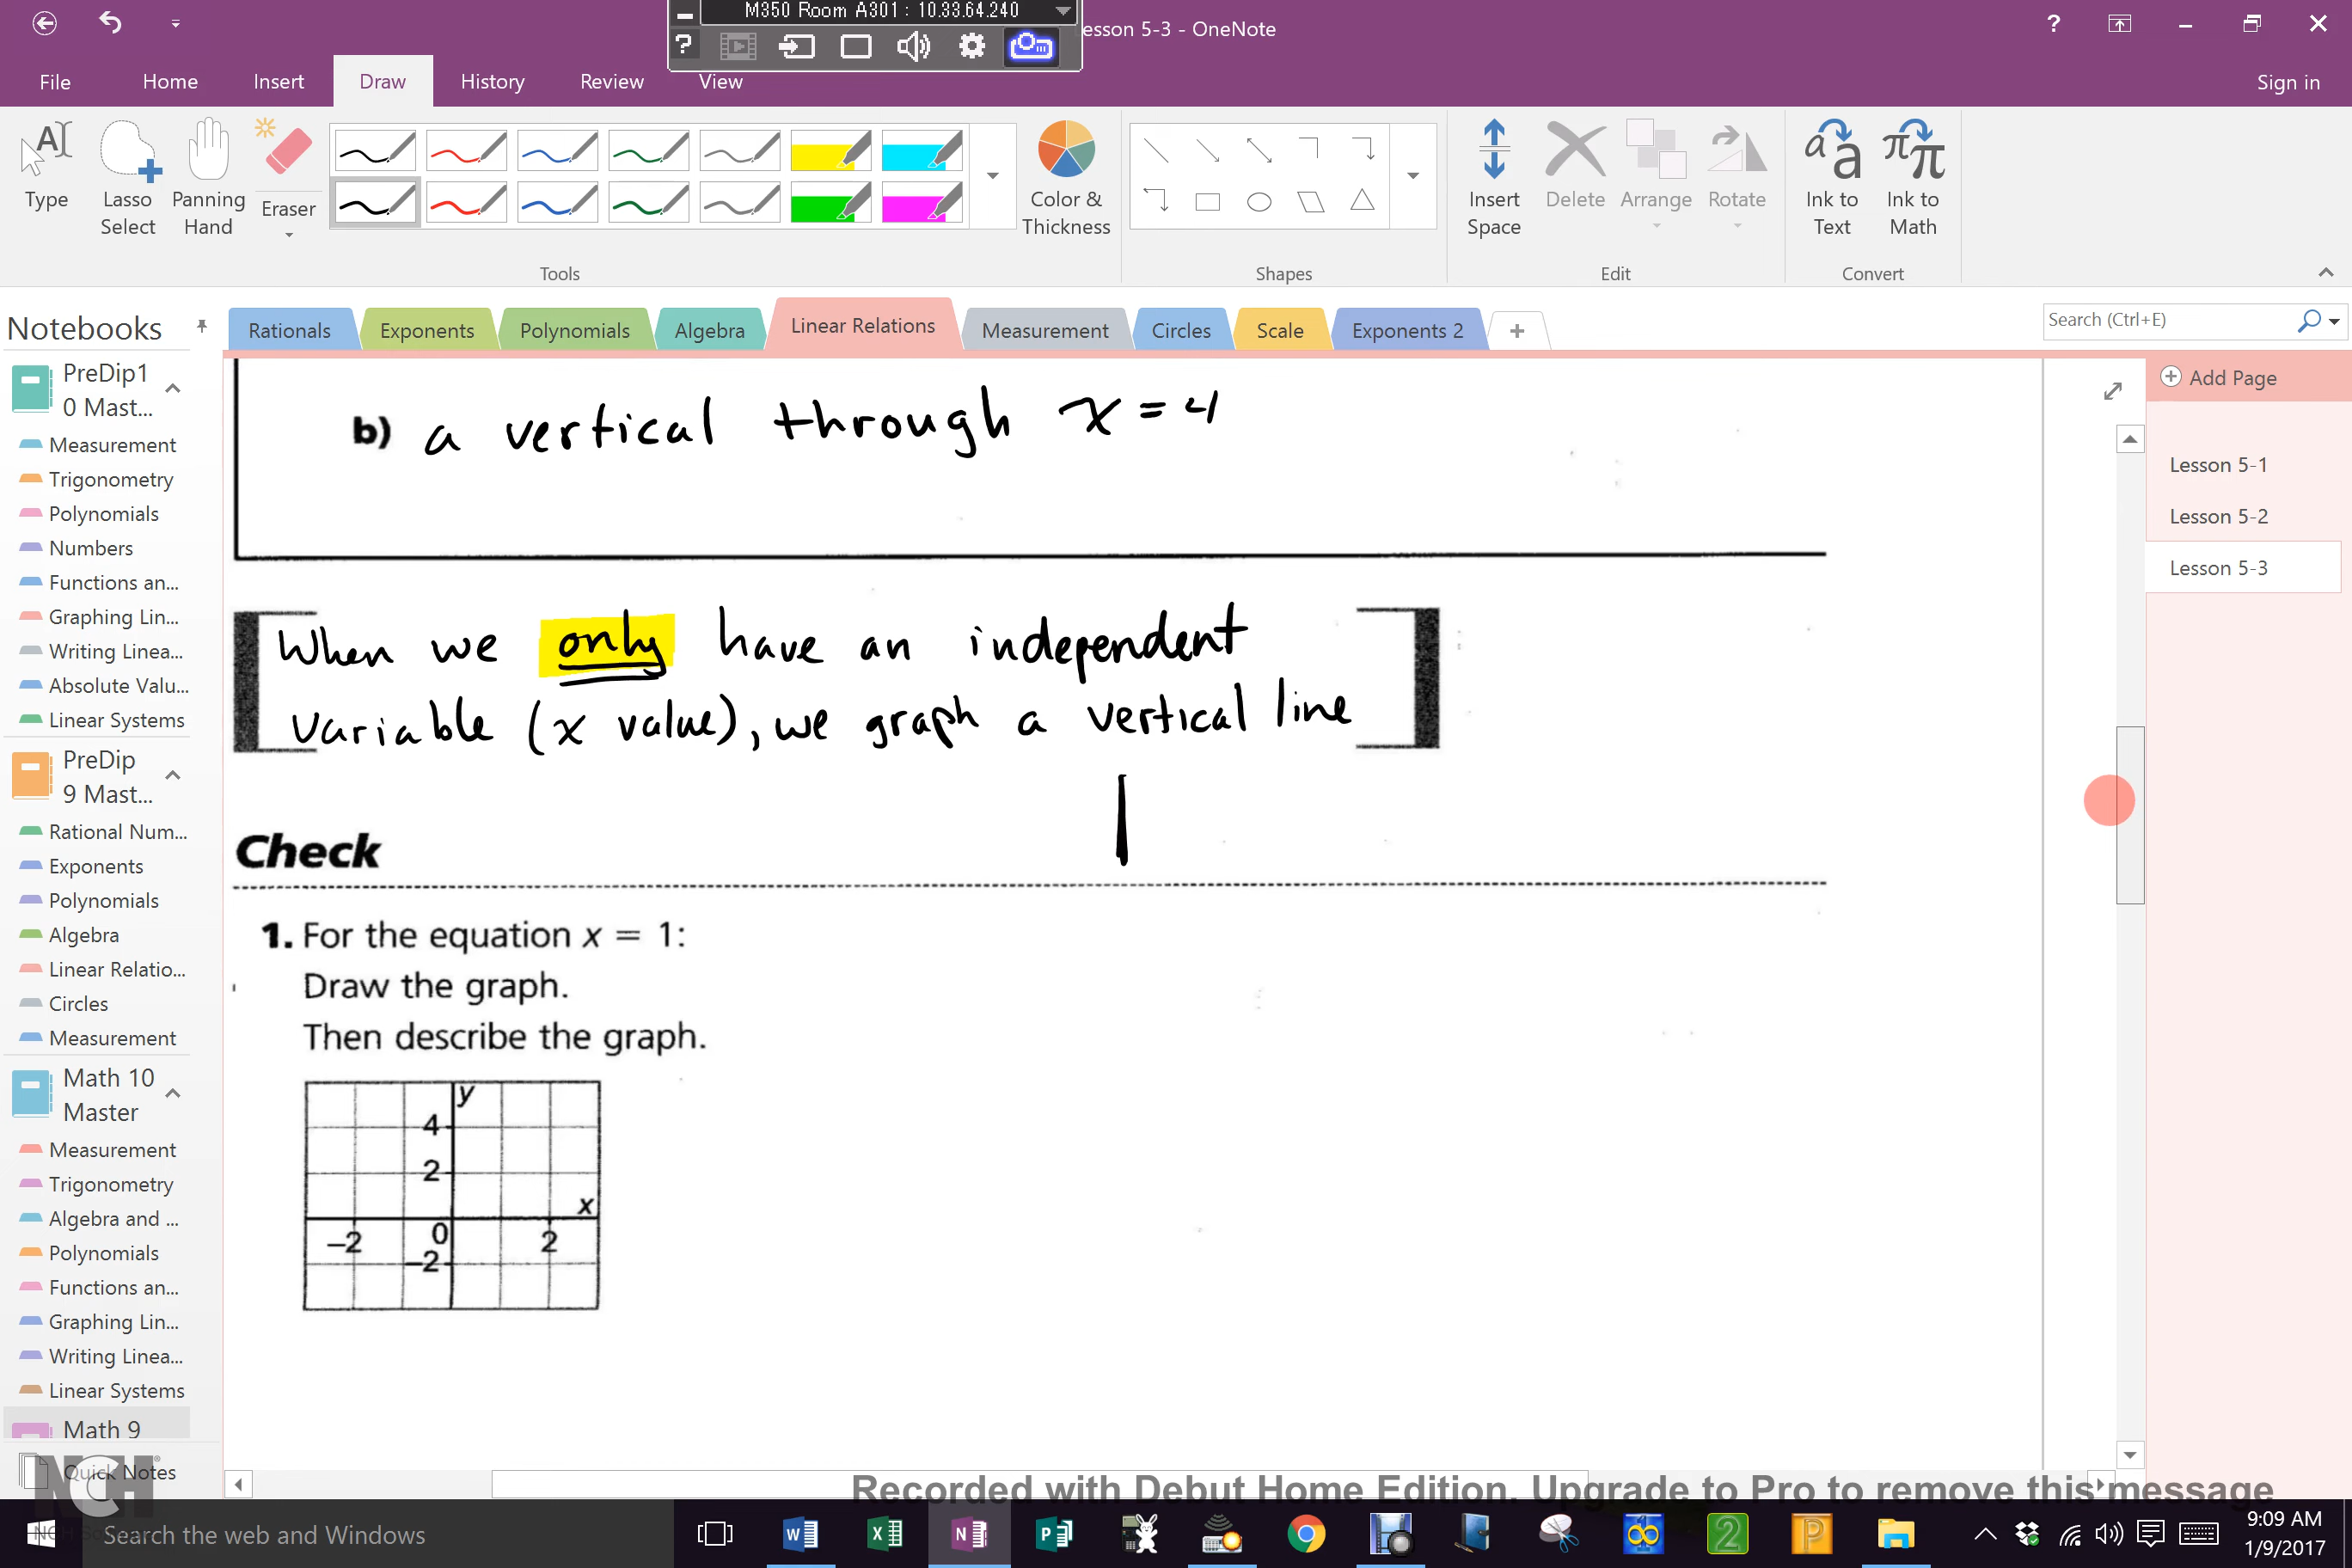 M350 Room A301 : 10.33.64.240
esson 5-3 - OneNote
File Home Insert Draw History Review View Sign in
Type
Lasso Select
Panning Hand
Eraser
Color & Thickness
Insert Space
Delete
Arrange
Rotate
Ink to Text
Ink to Math
Tools Shapes Edit Convert
Notebooks
Rationals Exponents Polynomials Algebra Linear Relations Measurement Circles Scale Exponents 2
Search (Ctrl+E)
PreDip1
0 Mast...
Measurement
Trigonometry
Polynomials
Numbers
Functions an...
Graphing Lin...
Writing Linea...
Absolute Valu...
Linear Systems
PreDip
9 Mast...
Rational Num...
Exponents
Polynomials
Algebra
Linear Relatio...
Circles
Measurement
Math 10
Master
Measurement
Trigonometry
Algebra and ...
Polynomials
Functions an...
Graphing Lin...
Writing Linea...
Linear Systems
Math 9
Quick Notes
b) a vertical through x = 4
When we only have an independent
variable (x value), we graph a vertical line
Check
1. For the equation x = 1:
Draw the graph.
Then describe the graph.
y
4
2
x
-2 0 2
-2
Add Page
Lesson 5-1
Lesson 5-2
Lesson 5-3
Recorded with Debut Home Edition. Upgrade to Pro to remove this message
NCH
Search the web and Windows
9:09 AM
1/9/2017